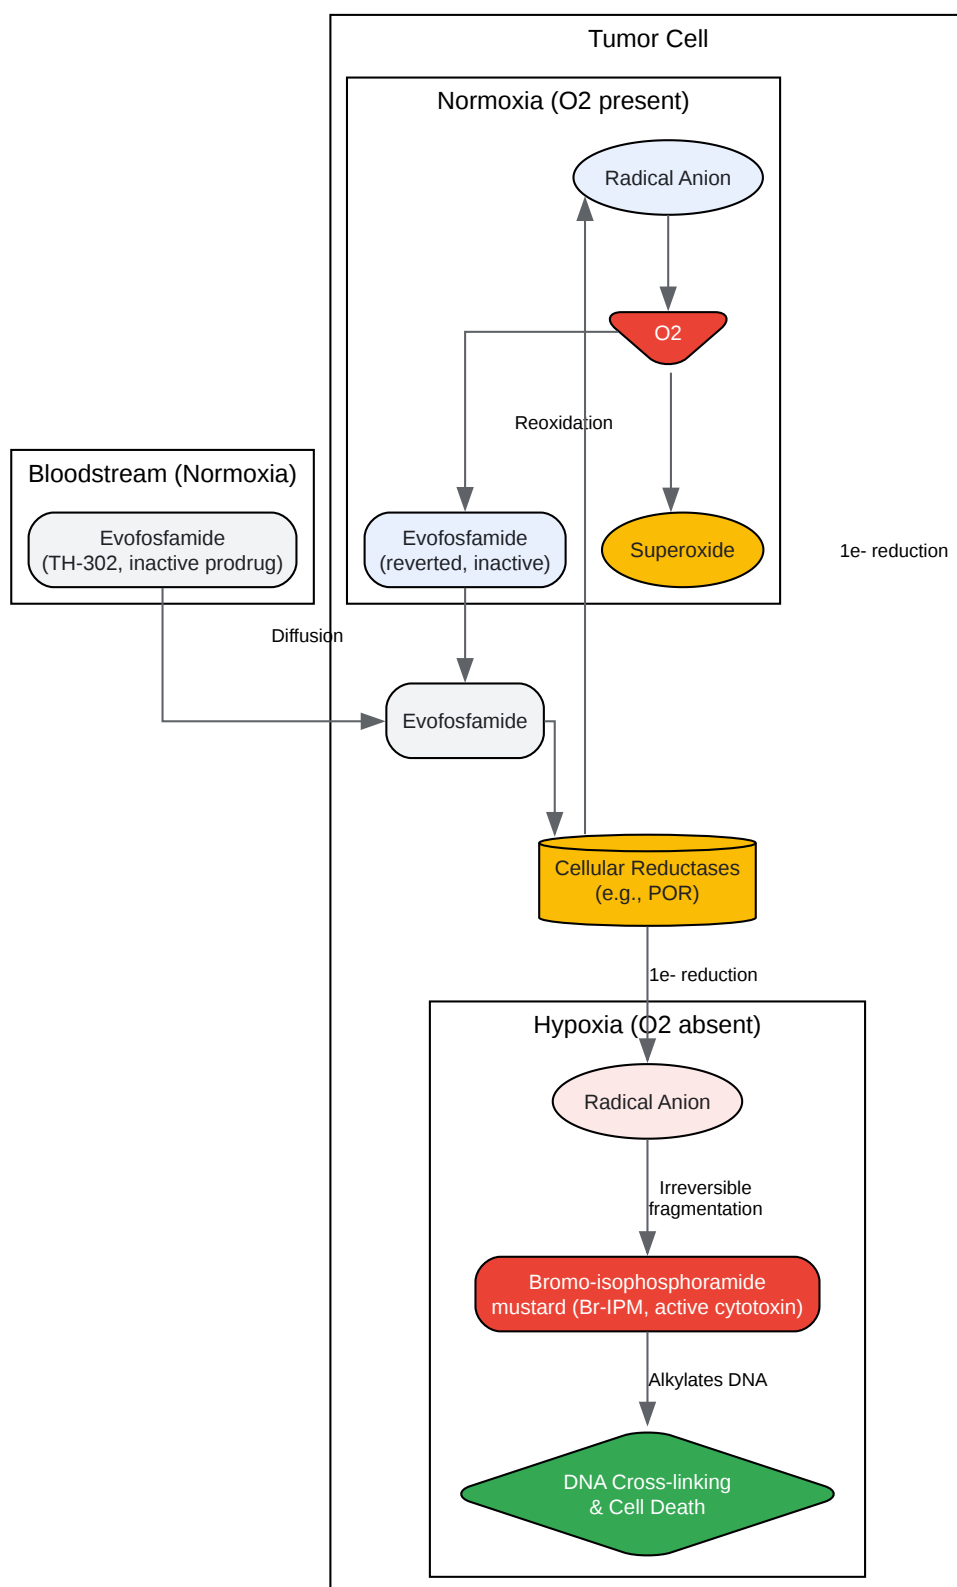 Tumor Cell
Normoxia (O2 present)
Radical Anion
O2
Reoxidation
Bloodstream (Normoxia)
Evofosfamide
(TH-302, inactive prodrug)
Evofosfamide
(reverted, inactive)
Superoxide
1e- reduction
Diffusion
Evofosfamide
Cellular Reductases
(e.g., POR)
1e- reduction
Hypoxia (O2 absent)
Radical Anion
Irreversible
fragmentation
Bromo-isophosphoramide
mustard (Br-IPM, active cytotoxin)
Alkylates DNA
DNA Cross-linking
& Cell Death